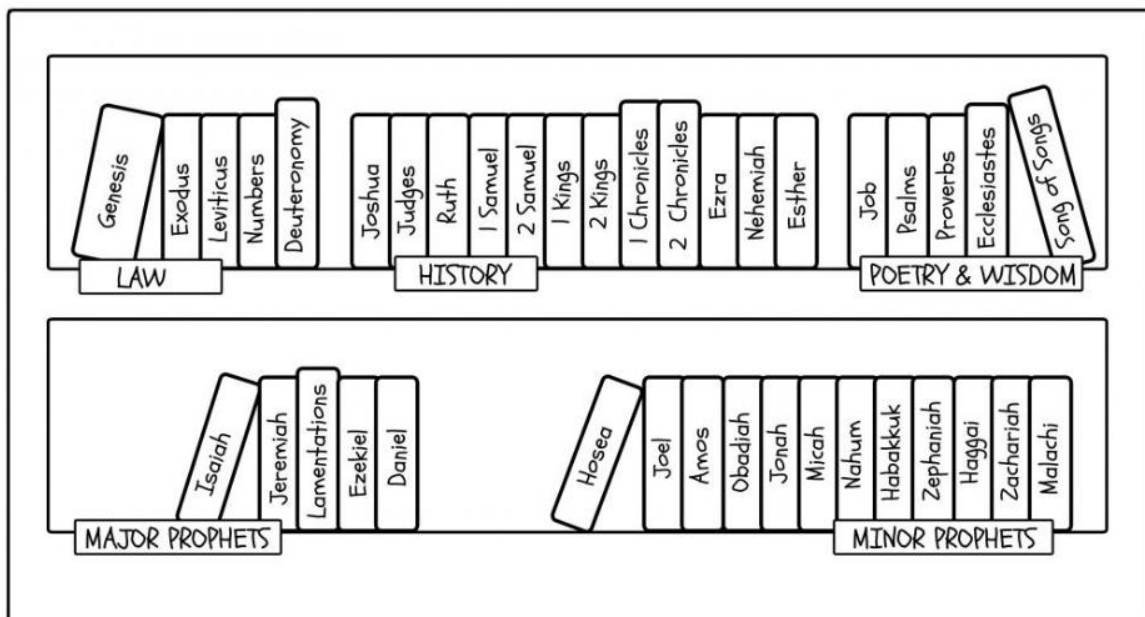 Genesis
Exodus
Leviticus
Numbers
Deuteronomy
Joshua
Judges
Ruth
1 Samuel
2 Samuel
1 Kings
2 Kings
1 Chronicles
2 Chronicles
Ezra
Nehemiah
Esther
Job
Psalms
Proverbs
Ecclesiastes
Song of Songs
LAW
HISTORY
POETRY & WISDOM
Isaiah
Jeremiah
Lamentations
Ezekiel
Daniel
Hosea
Joel
Amos
Obadiah
Jonah
Micah
Nahum
Habakkuk
Zephaniah
Haggai
Zachariah
Malachi
MAJOR PROPHETS
MINOR PROPHETS